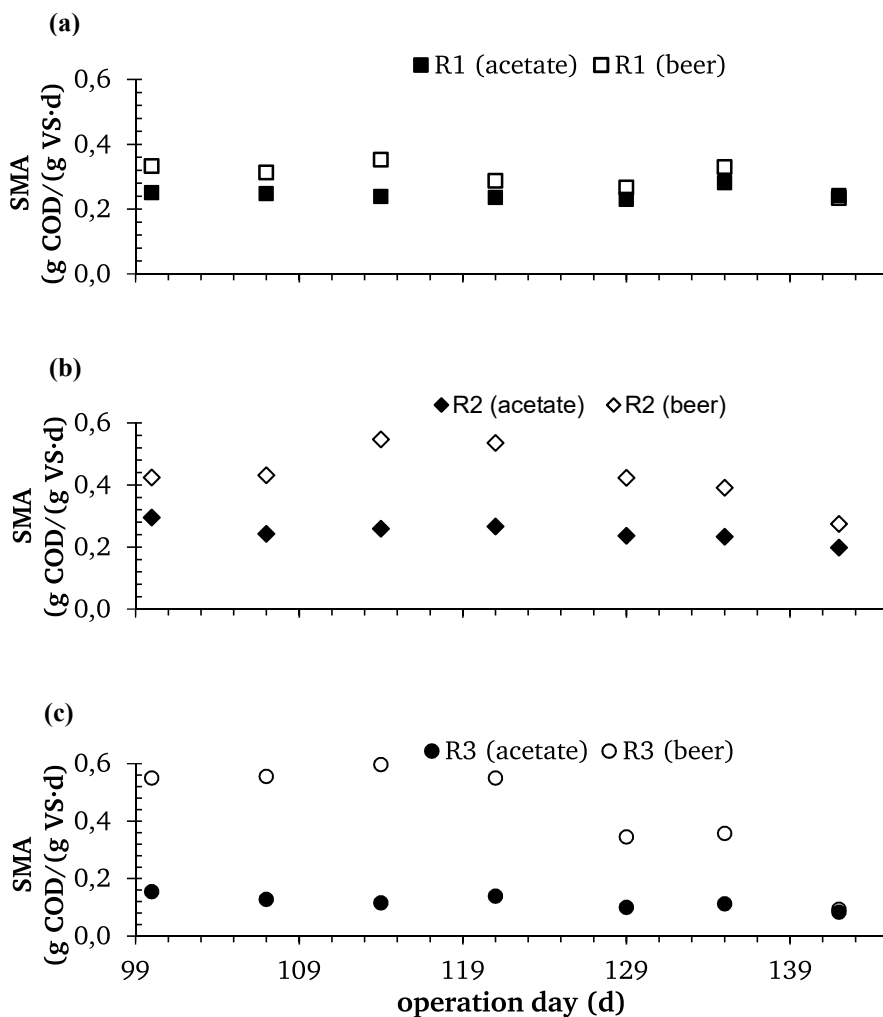 (a)
R1 (acetate) R1 (beer)
0,6
0,4
0,2
0,0
SMA
(g COD/(g VS·d)
(b)
R2 (acetate) R2 (beer)
0,6
0,4
0,2
0,0
SMA
(g COD/(g VS·d)
(c)
R3 (acetate) R3 (beer)
0,6
0,4
0,2
0,0
SMA
(g COD/(g VS·d)
99 109 119 129 139
operation day (d)